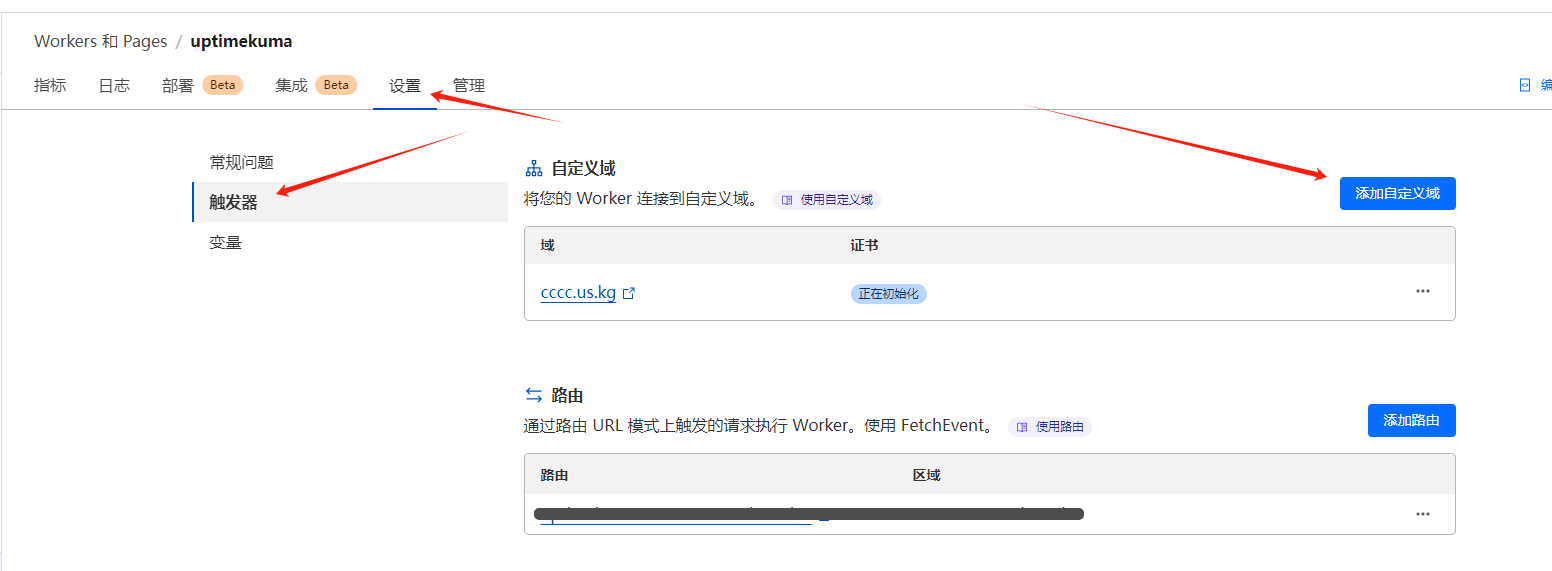 Workers 和 Pages / uptimekuma
指标 日志 部署 Beta 集成 Beta 设置 管理
常规问题
触发器
变量
自定义域
将您的 Worker 连接到自定义域。 使用自定义域
添加自定义域
域 证书
cccc.us.kg 正在初始化
路由
通过路由 URL 模式上触发的请求执行 Worker。使用 FetchEvent。 使用路由
添加路由
路由 区域